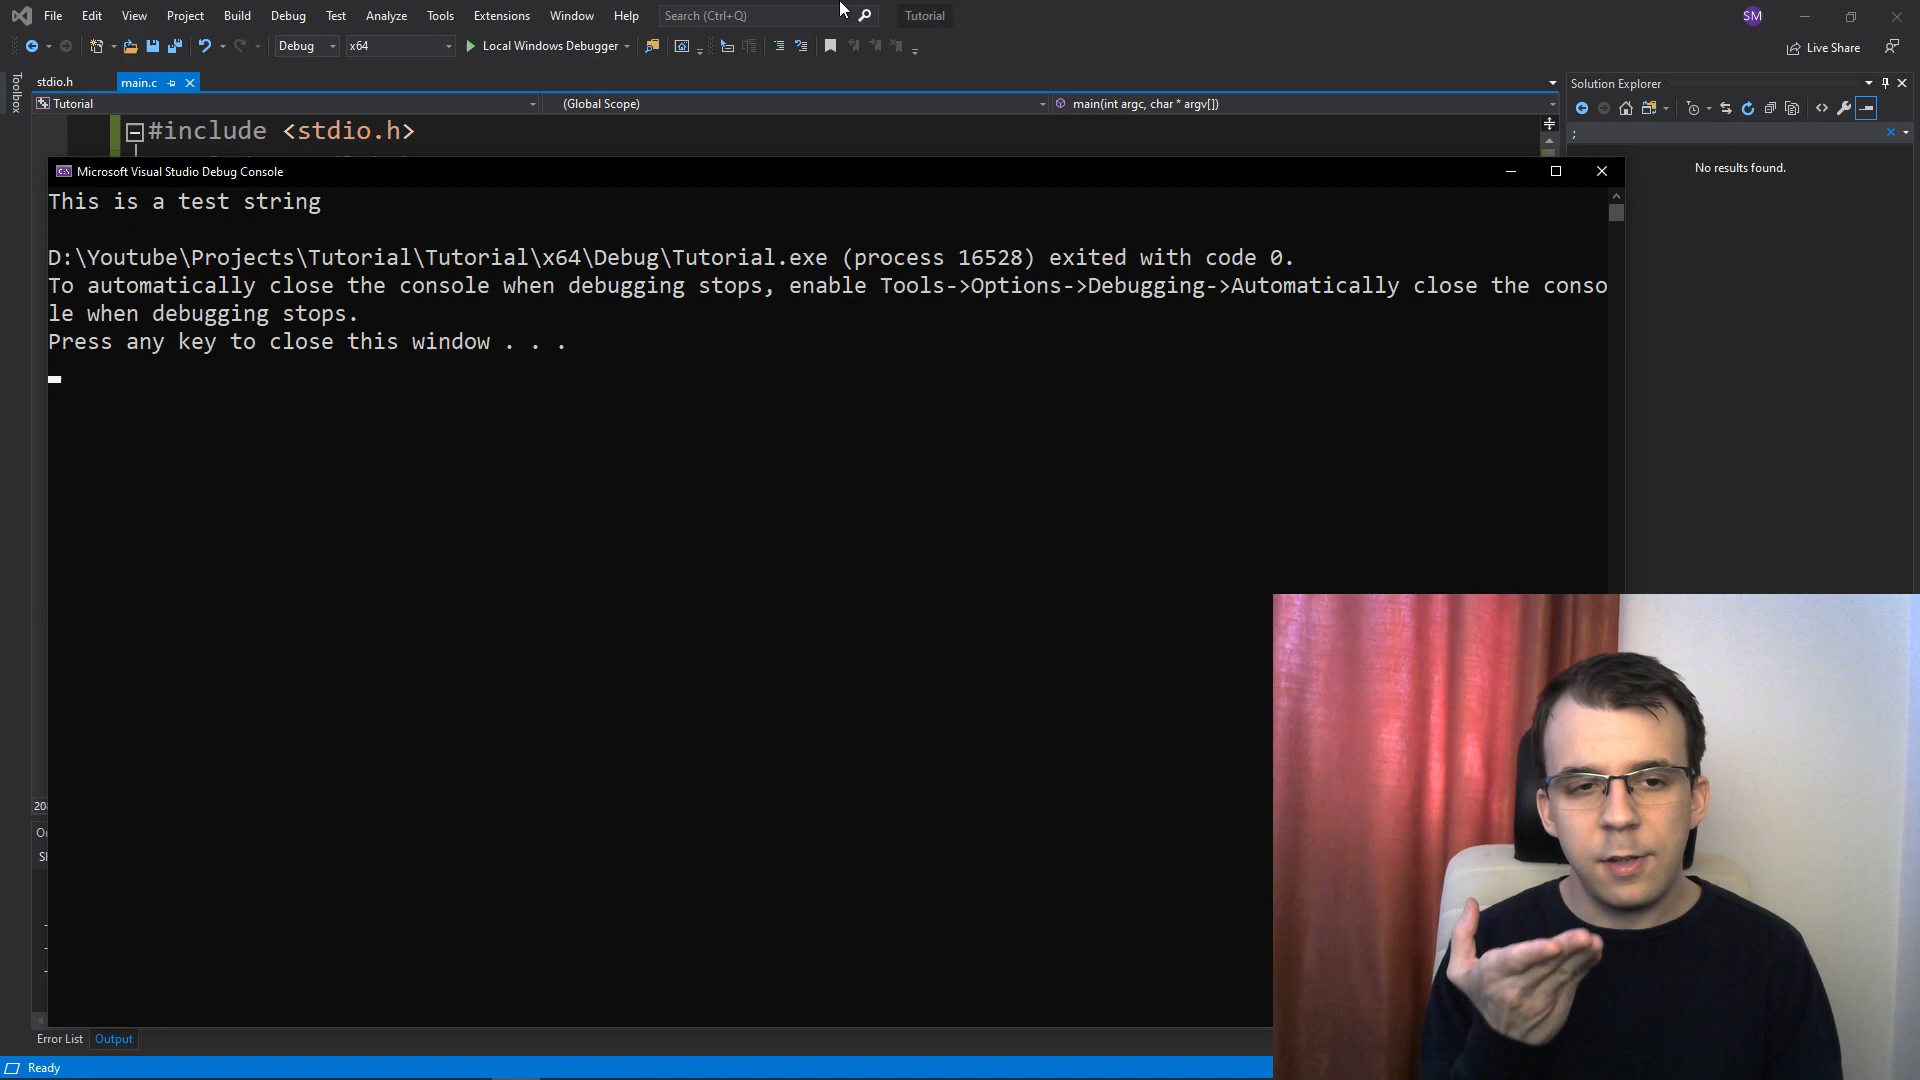 File Edit View Project Build Debug Test Analyze Tools Extensions Window Help Search (Ctrl+Q) Tutorial SM
Debug x64 Local Windows Debugger Live Share
Toolbox
stdio.h main.c Solution Explorer
Tutorial (Global Scope) main(int argc, char * argv[])
#include <stdio.h>
;
No results found.
Microsoft Visual Studio Debug Console
This is a test string
D:\Youtube\Projects\Tutorial\Tutorial\x64\Debug\Tutorial.exe (process 16528) exited with code 0.
To automatically close the console when debugging stops, enable Tools->Options->Debugging->Automatically close the conso
le when debugging stops.
Press any key to close this window . . .
Error List Output
Ready